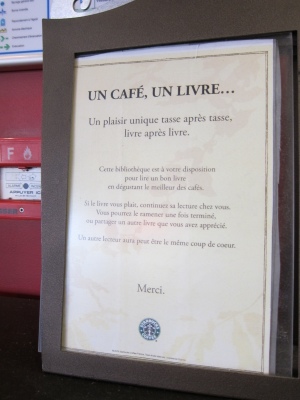 UN CAFÉ, UN LIVRE…
Un plaisir unique tasse après tasse,
livre après livre.
Cette bibliothèque est à votre disposition
pour lire un bon livre
en dégustant le meilleur des cafés.
Si le livre vous plait, continuez sa lecture chez vous.
Vous pourrez le ramener une fois terminé,
ou partager un autre livre que vous avez apprécié.
Un autre lecteur aura peut être le même coup de coeur.
Merci.
F
APPUYER ICI